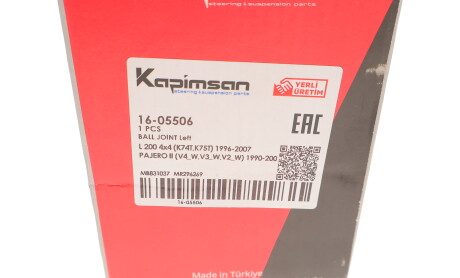 steering & suspension parts
Kapimsan
steering & suspension parts
YERLİ
ÜRETİM
16-05506
1 PCS
BALL JOINT Left
L 200 4x4 (K74T,K75T) 1996-2007
PAJERO II (V4_W,V3_W,V2_W) 1990-200
EAC
MB831037 MR296269
16-05506
Made in Türkiye